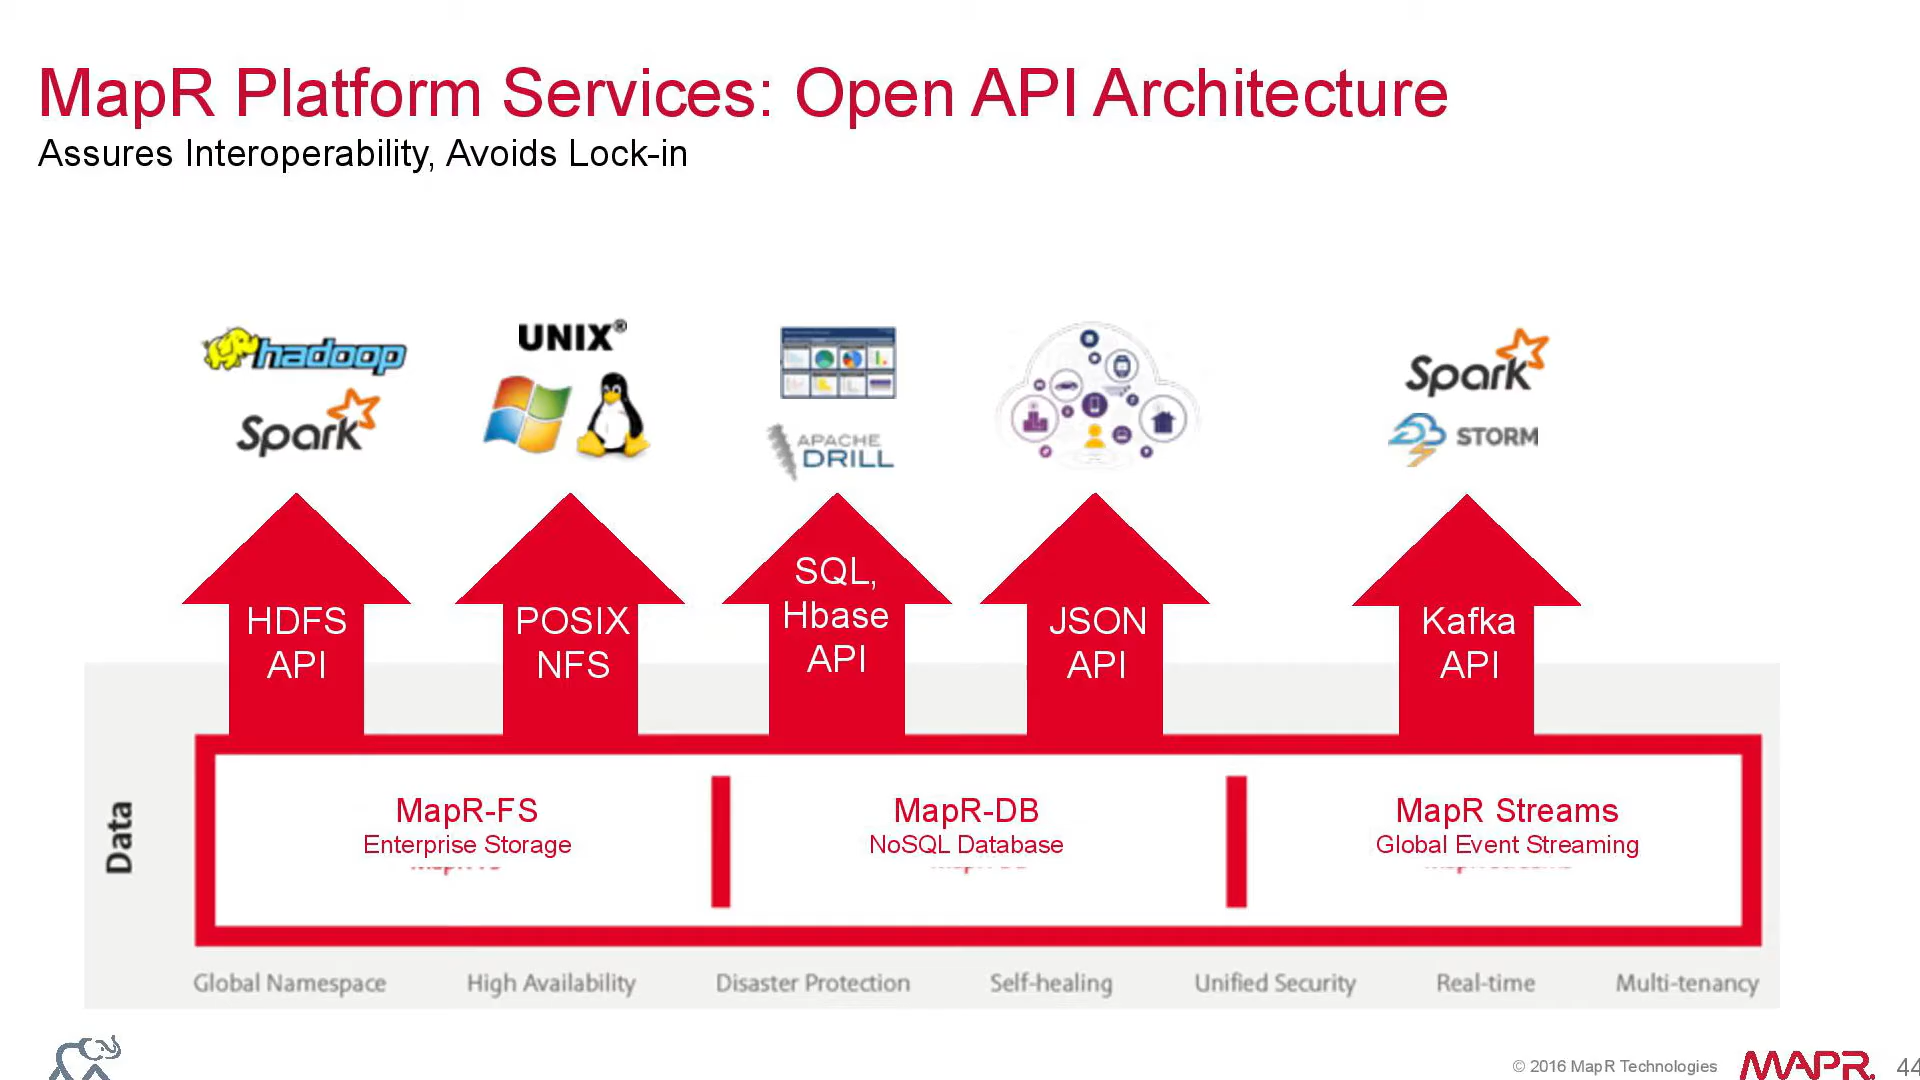 MapR Platform Services: Open API Architecture
Assures Interoperability, Avoids Lock-in
hadoop
Spark
UNIX®
APACHE
DRILL
Spark
STORM
HDFS
API
POSIX
NFS
SQL,
Hbase
API
JSON
API
Kafka
API
Data
MapR-FS
Enterprise Storage
MapR-DB
NoSQL Database
MapR Streams
Global Event Streaming
Global Namespace
High Availability
Disaster Protection
Self-healing
Unified Security
Real-time
Multi-tenancy
© 2016 MapR Technologies
MAPR.
44